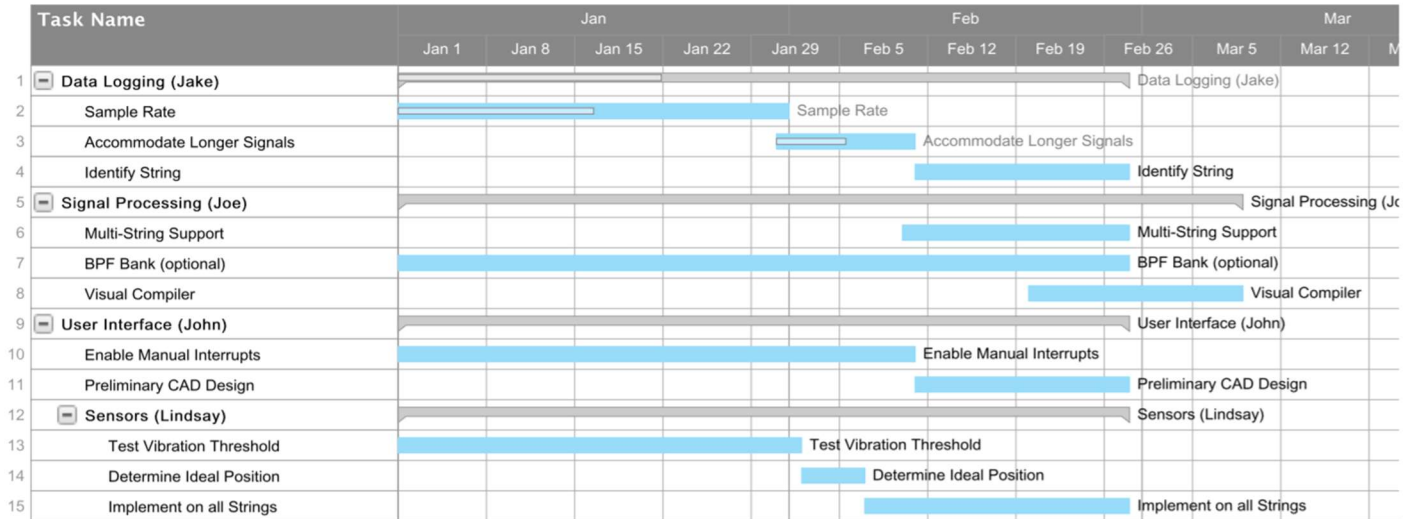 Task Name Jan Feb Mar
Jan 1 Jan 8 Jan 15 Jan 22 Jan 29 Feb 5 Feb 12 Feb 19 Feb 26 Mar 5 Mar 12 M
1 Data Logging (Jake) Data Logging (Jake)
2 Sample Rate Sample Rate
3 Accommodate Longer Signals Accommodate Longer Signals
4 Identify String Identify String
5 Signal Processing (Joe) Signal Processing (Jo
6 Multi-String Support Multi-String Support
7 BPF Bank (optional) BPF Bank (optional)
8 Visual Compiler Visual Compiler
9 User Interface (John) User Interface (John)
10 Enable Manual Interrupts Enable Manual Interrupts
11 Preliminary CAD Design Preliminary CAD Design
12 Sensors (Lindsay) Sensors (Lindsay)
13 Test Vibration Threshold Test Vibration Threshold
14 Determine Ideal Position Determine Ideal Position
15 Implement on all Strings Implement on all Strings